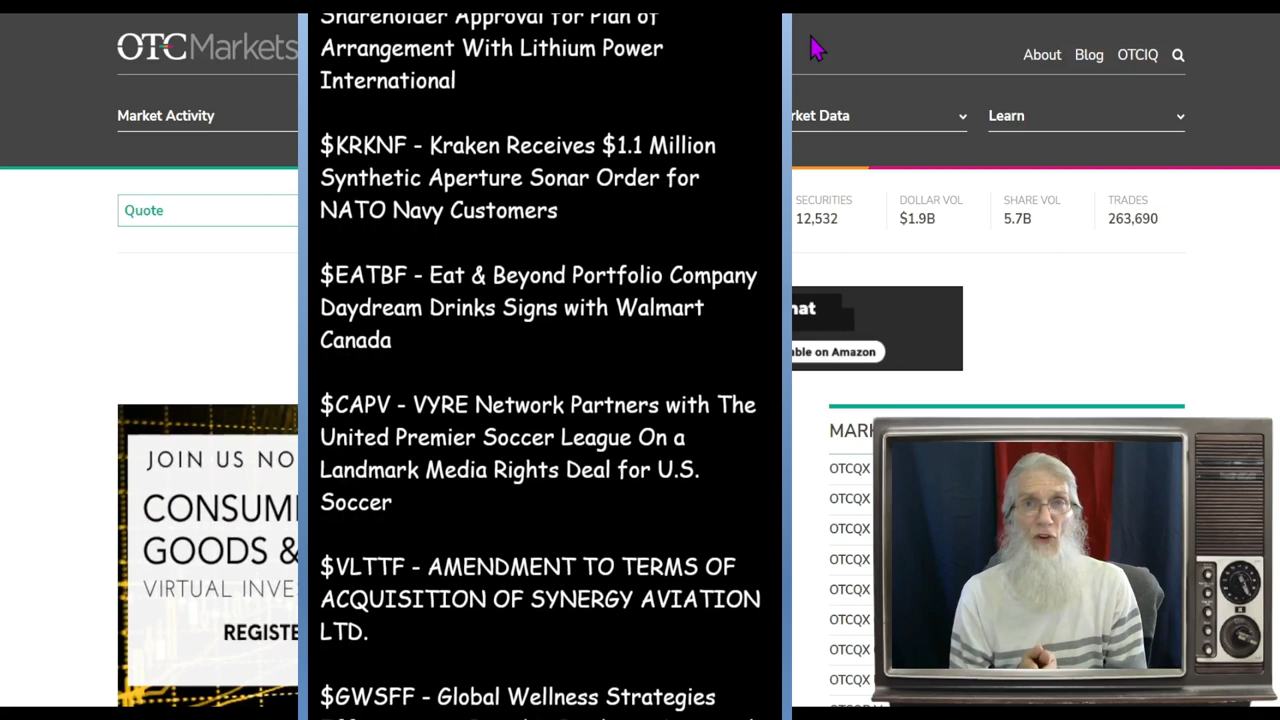 Shareholder Approval for Plan of
Arrangement With Lithium Power
International
$KRKNF - Kraken Receives $1.1 Million
Synthetic Aperture Sonar Order for
NATO Navy Customers
$EATBF - Eat & Beyond Portfolio Company
Daydream Drinks Signs with Walmart
Canada
$CAPV - VYRE Network Partners with The
United Premier Soccer League On a
Landmark Media Rights Deal for U.S.
Soccer
$VLTTF - AMENDMENT TO TERMS OF
ACQUISITION OF SYNERGY AVIATION
LTD.
$GWSFF - Global Wellness Strategies
OTCMarkets
About Blog OTCIQ
Market Activity
rket Data
Learn
Quote
SECURITIES
12,532
DOLLAR VOL
$1.9B
SHARE VOL
5.7B
TRADES
263,690
hat
able on Amazon
JOIN US NO
CONSUM
GOODS &
VIRTUAL INVE
REGISTE
MARK
OTCQX
OTCQX
OTCQX
OTCQX
OTCQX
OTCQX
OTCQX
OTCQX